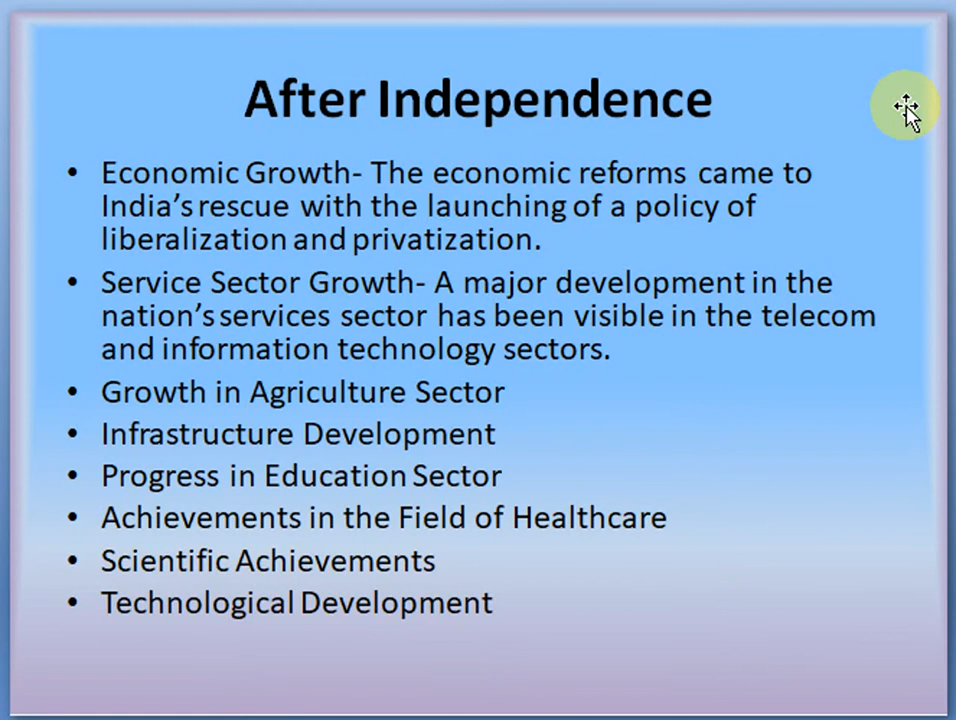 After Independence
• Economic Growth- The economic reforms came to
India’s rescue with the launching of a policy of
liberalization and privatization.
• Service Sector Growth- A major development in the
nation’s services sector has been visible in the telecom
and information technology sectors.
• Growth in Agriculture Sector
• Infrastructure Development
• Progress in Education Sector
• Achievements in the Field of Healthcare
• Scientific Achievements
• Technological Development